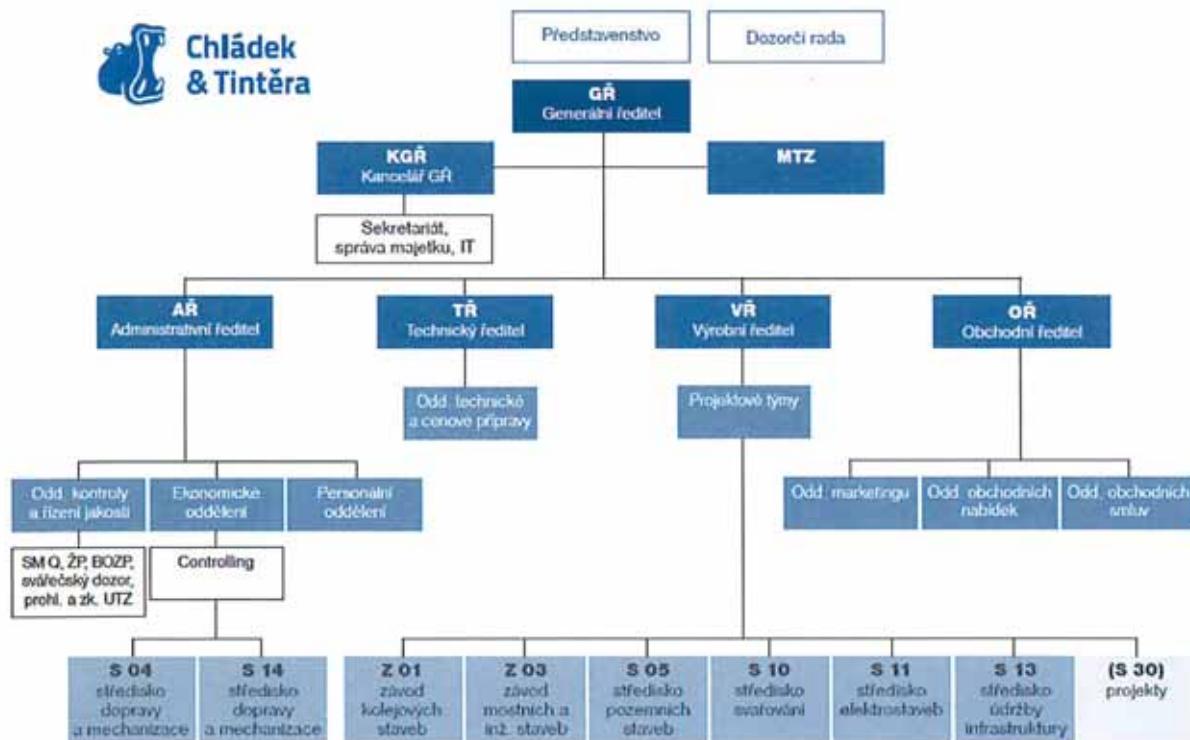 Chládek
& Tintěra
Představenstvo
Dozorčí rada
GŘ
Generální ředitel
KGŘ
Kancelář GŘ
MTZ
Sekretariát,
správa majetku, IT
AŘ
Administrativní ředitel
TŘ
Technický ředitel
VŘ
Výrobní ředitel
OŘ
Obchodní ředitel
Odd. technické
a cenové přípravy
Projektové týmy
Odd. kontroly
a řízení jakosti
Ekonomické
oddělení
Personální
oddělení
Odd. marketingu
Odd. obchodních
nabídek
Odd. obchodních
smluv
SM Q, ŽP, BOZP,
svářečský dozor,
prohl. a zk. UTZ
Controlling
S 04
středisko
dopravy
a mechanizace
S 14
středisko
dopravy
a mechanizace
Z 01
závod
kolejových
staveb
Z 03
závod
mostních a
inž. staveb
S 05
středisko
pozemních
staveb
S 10
středisko
svařování
S 11
středisko
elektrostaveb
S 13
středisko
údržby
infrastruktury
(S 30)
projekty